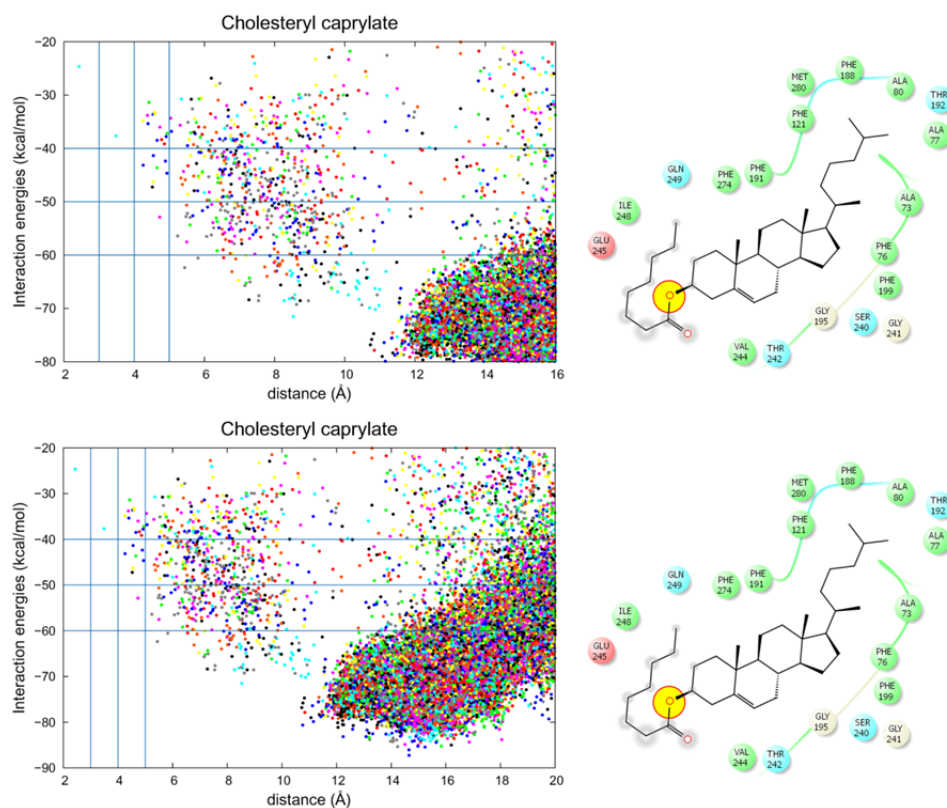 Cholesteryl caprylate
Interaction energies (kcal/mol)
-20
-30
-40
-50
-60
-70
-80
2 4 6 8 10 12 14 16
distance (Å)
MET 280
PHE 188
ALA 80
THR 192
PHE 121
ALA 77
GLN 249
PHE 274
PHE 191
ILE 248
ALA 73
GLU 245
PHE 76
PHE 199
O
GLY 195
SER 240
GLY 241
O
VAL 244
THR 242
Cholesteryl caprylate
Interaction energies (kcal/mol)
-20
-30
-40
-50
-60
-70
-80
-90
2 4 6 8 10 12 14 16 18 20
distance (Å)
MET 280
PHE 188
ALA 80
THR 192
PHE 121
ALA 77
GLN 249
PHE 274
PHE 191
ILE 248
ALA 73
GLU 245
PHE 76
PHE 199
O
GLY 195
SER 240
GLY 241
O
VAL 244
THR 242